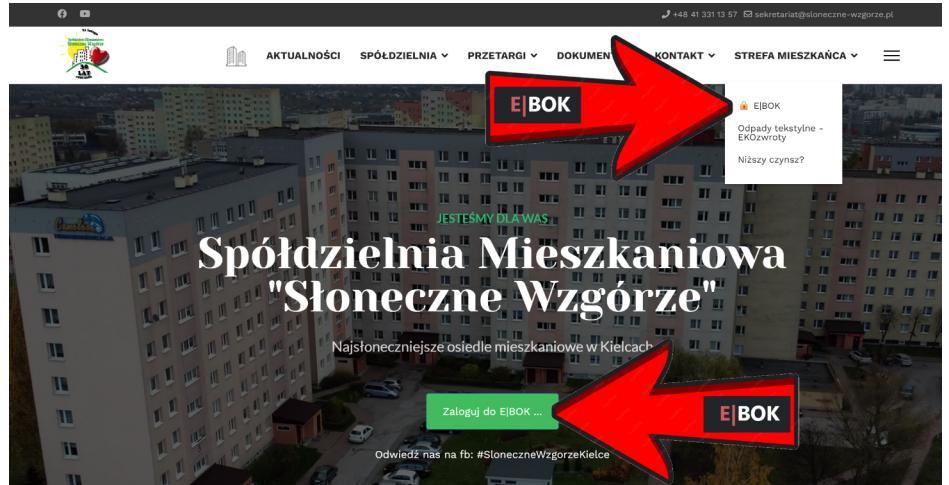 +48 41 331 13 57 sekretariat@sloneczne-wzgorze.pl
AKTUALNOŚCI SPÓŁDZIELNIA PRZETARGI DOKUMEN KONTAKT STREFA MIESZKAŃCA
E|BOK
E|BOK
Odpady tekstylne -
EKOzwroty
Niższy czynsz?
JESTEŚMY DLA WAS
Spółdzielnia Mieszkaniowa
"Słoneczne Wzgórze"
Najsłoneczniejsze osiedle mieszkaniowe w Kielcach
Zaloguj do E|BOK ...
E|BOK
Odwiedź nas na fb: #SloneczneWzgorzeKielce